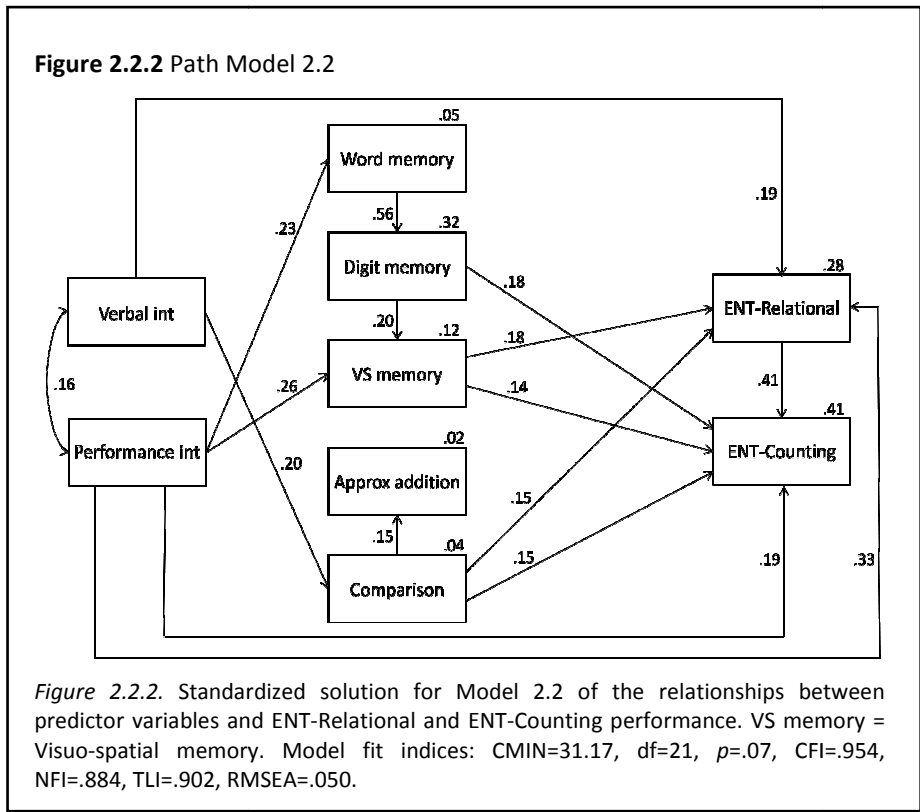 Figure 2.2.2 Path Model 2.2
.05
Word memory
.56
.32
.19
.23
Digit memory
.18
.28
Verbal int
ENT-Relational
.20
.12
.18
VS memory
.16
.26
.14
.41
.41
.02
Performance int
ENT-Counting
.20
Approx addition
.15
.15
.04
.15
.19
.33
Comparison
Figure 2.2.2. Standardized solution for Model 2.2 of the relationships between
predictor variables and ENT-Relational and ENT-Counting performance. VS memory =
Visuo-spatial memory. Model fit indices: CMIN=31.17, df=21, p=.07, CFI=.954,
NFI=.884, TLI=.902, RMSEA=.050.